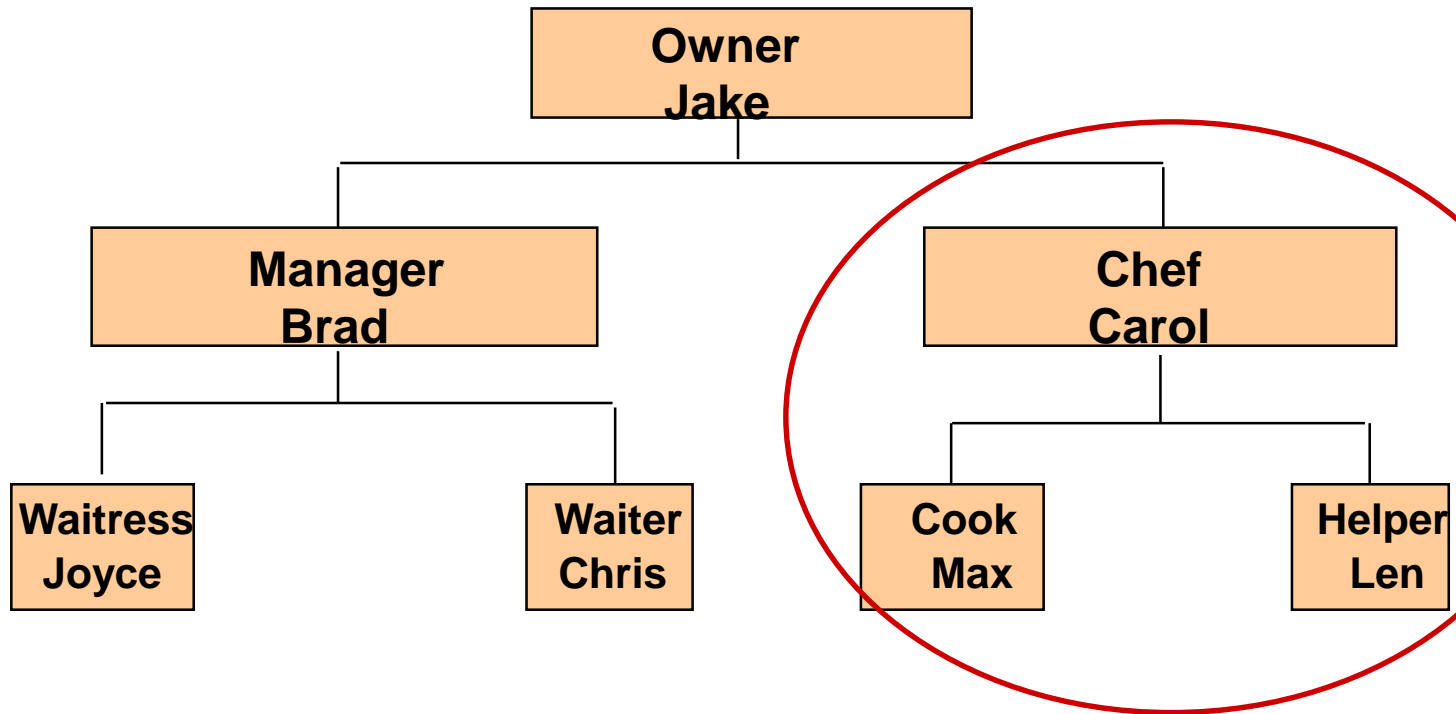 Owner
Jake
Manager
Brad
Chef
Carol
Waitress
Joyce
Waiter
Chris
Cook
Max
Helper
Len